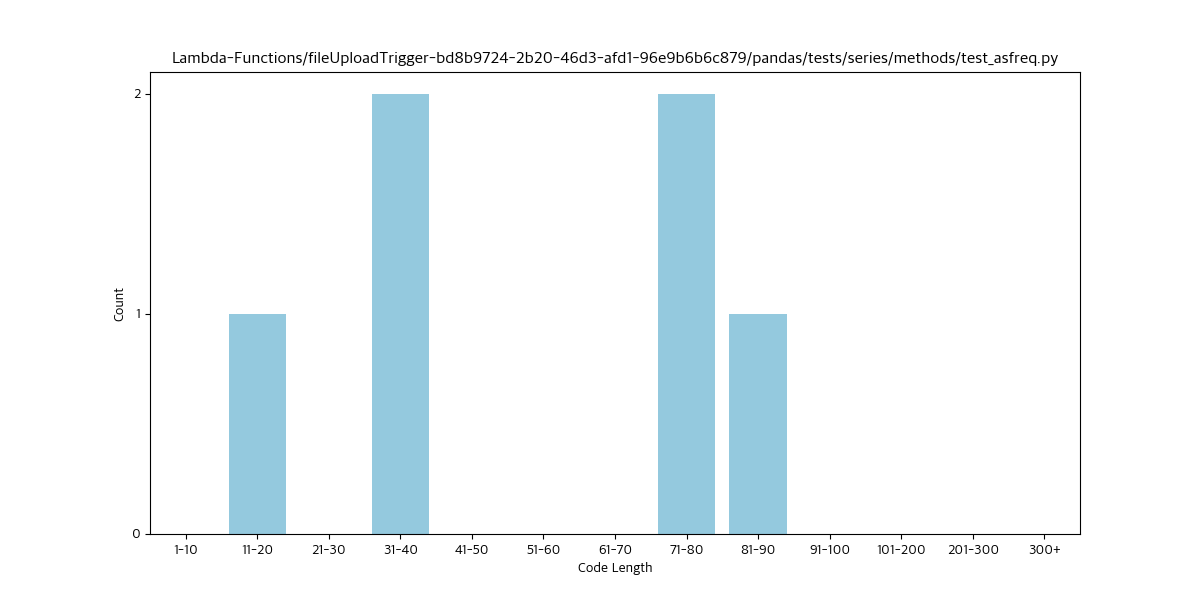 Lambda-Functions/fileUploadTrigger-bd8b9724-2b20-46d3-afd1-96e9b6b6c879/pandas/tests/series/methods/test_asfreq.py
2
1
0
Count
1-10 11-20 21-30 31-40 41-50 51-60 61-70 71-80 81-90 91-100 101-200 201-300 300+
Code Length